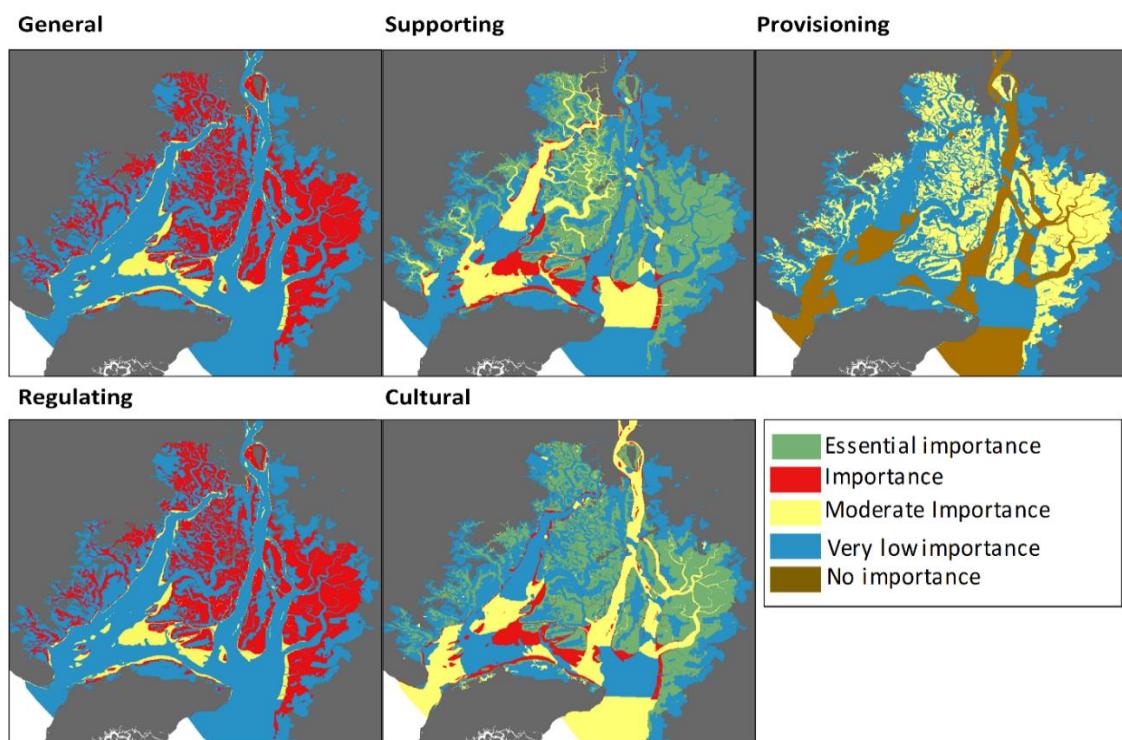 General
Supporting
Provisioning
Regulating
Cultural
Essential importance
Importance
Moderate Importance
Very low importance
No importance